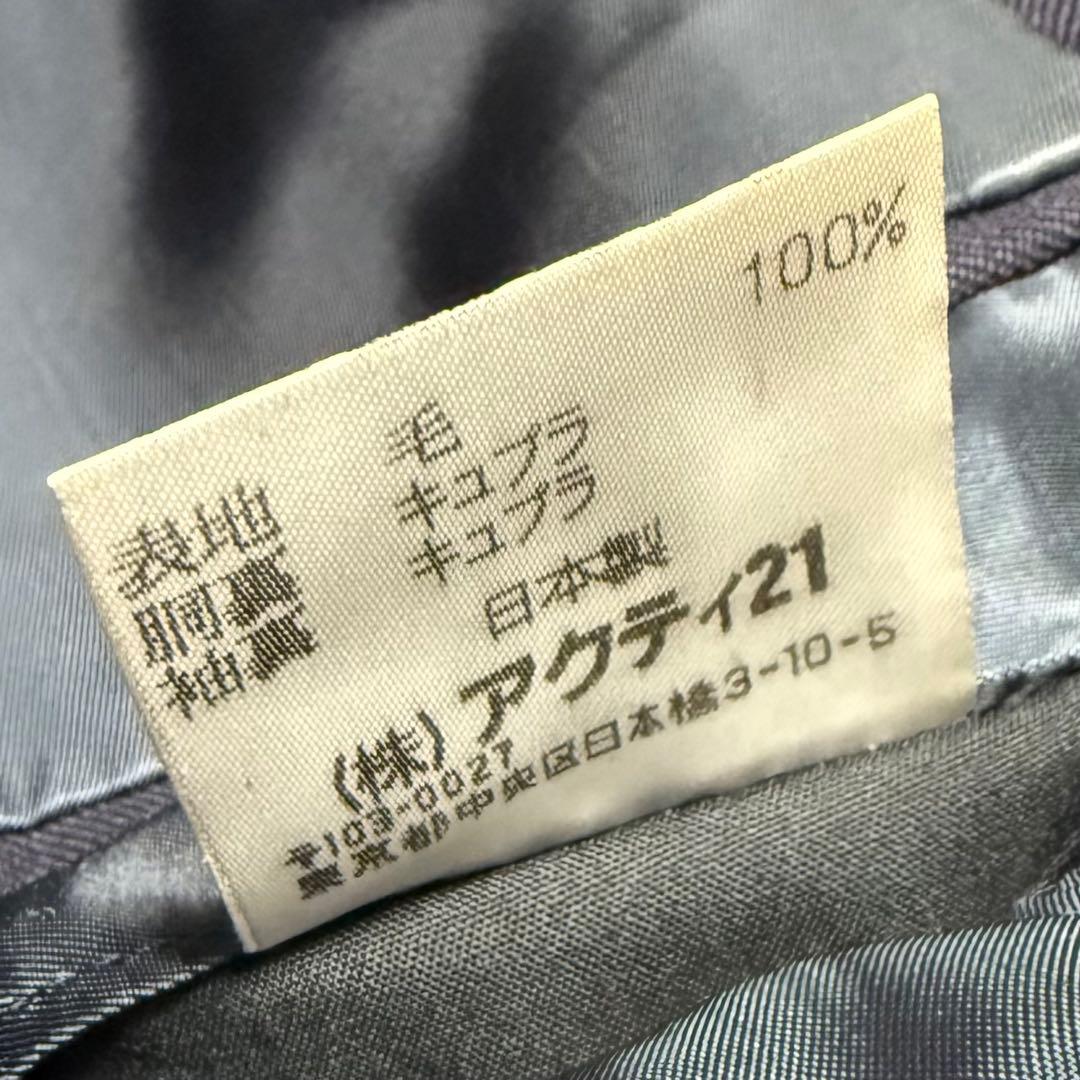 表地 毛 100%
胴裏 キュプラ
袖裏 キュプラ
日本製
(株)アクティ21
〒103-0027
東京都中央区日本橋3-10-5